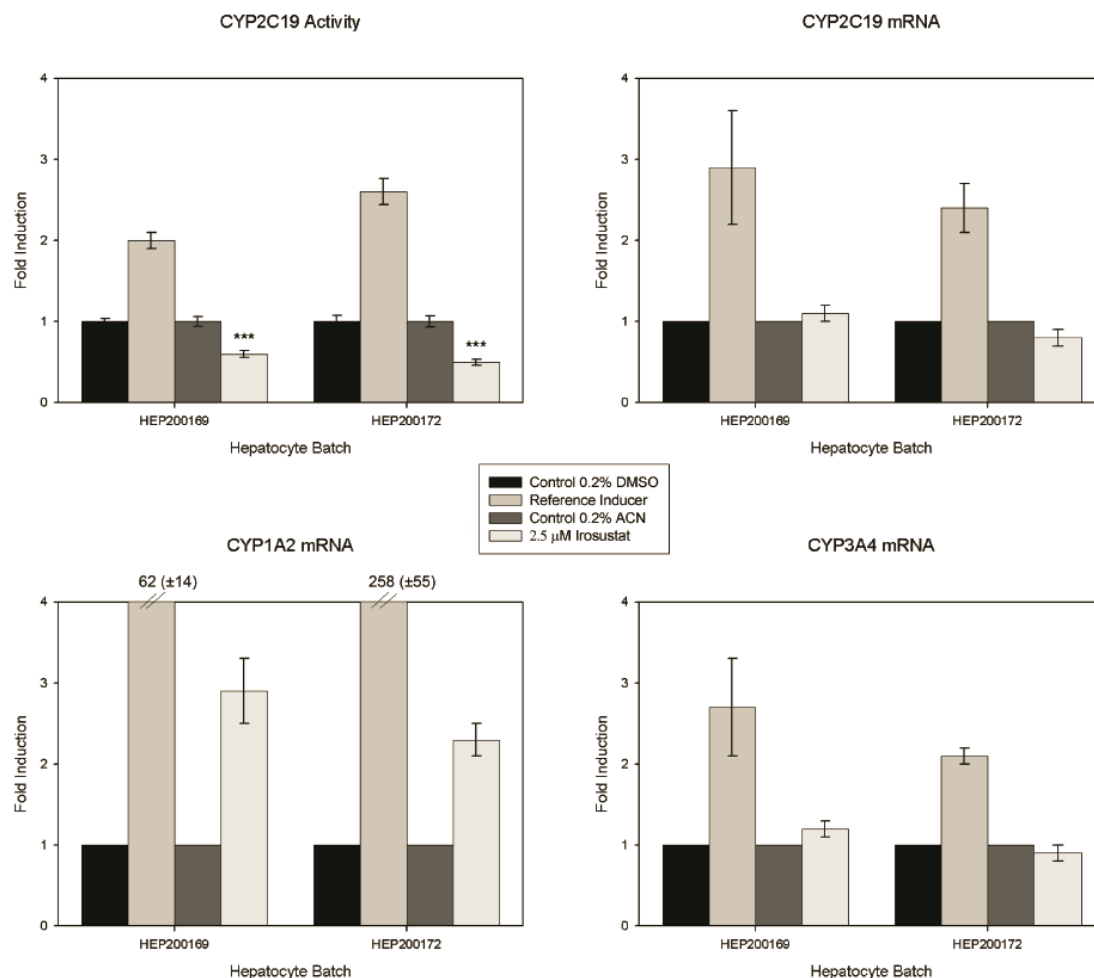 CYP2C19 Activity
4
3
2
1
0
Fold Induction
***
***
HEP200169
HEP200172
Hepatocyte Batch
CYP2C19 mRNA
4
3
2
1
0
Fold Induction
HEP200169
HEP200172
Hepatocyte Batch
Control 0.2% DMSO
Reference Inducer
Control 0.2% ACN
2.5 μM Irosustat
CYP1A2 mRNA
62 (±14)
258 (±55)
4
3
2
1
0
Fold Induction
HEP200169
HEP200172
Hepatocyte Batch
CYP3A4 mRNA
4
3
2
1
0
Fold Induction
HEP200169
HEP200172
Hepatocyte Batch